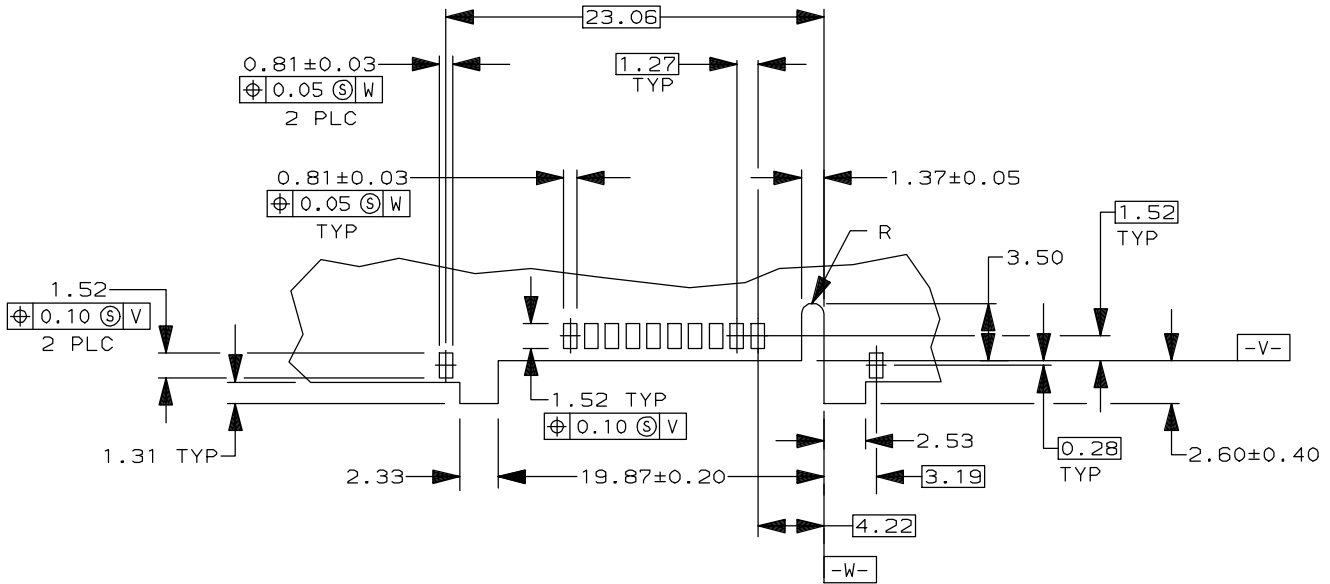 23.06
0.81±0.03
⌖ 0.05 Ⓢ W
2 PLC
1.27
TYP
0.81±0.03
⌖ 0.05 Ⓢ W
TYP
1.37±0.05
R
1.52
TYP
3.50
1.52
⌖ 0.10 Ⓢ V
2 PLC
-V-
1.52 TYP
⌖ 0.10 Ⓢ V
1.31 TYP
2.33
19.87±0.20
2.53
3.19
0.28
TYP
2.60±0.40
4.22
-W-